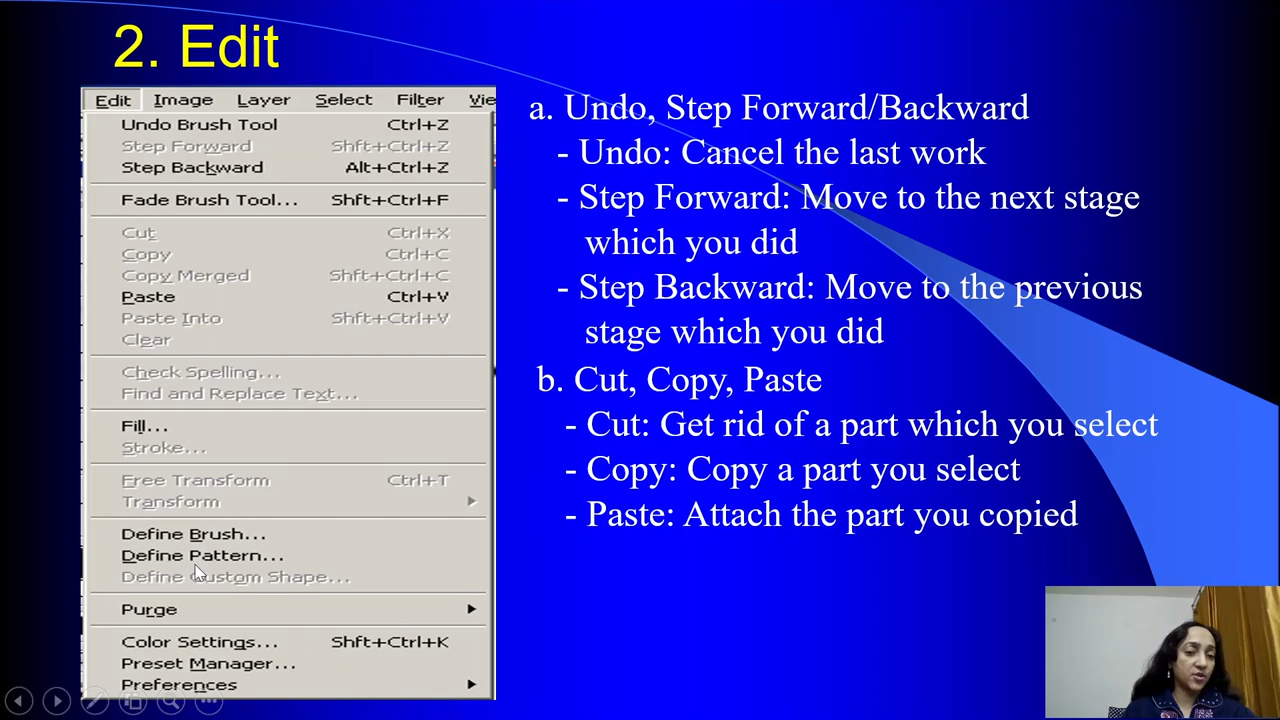 2. Edit
Edit Image Layer Select Filter Vie
Undo Brush Tool Ctrl+Z
Step Forward Shft+Ctrl+Z
Step Backward Alt+Ctrl+Z
Fade Brush Tool... Shft+Ctrl+F
Cut Ctrl+X
Copy Ctrl+C
Copy Merged Shft+Ctrl+C
Paste Ctrl+V
Paste Into Shft+Ctrl+V
Clear
Check Spelling...
Find and Replace Text...
Fill...
Stroke...
Free Transform Ctrl+T
Transform
Define Brush...
Define Pattern...
Define Custom Shape...
Purge
Color Settings... Shft+Ctrl+K
Preset Manager...
Preferences
a. Undo, Step Forward/Backward
- Undo: Cancel the last work
- Step Forward: Move to the next stage
which you did
- Step Backward: Move to the previous
stage which you did
b. Cut, Copy, Paste
- Cut: Get rid of a part which you select
- Copy: Copy a part you select
- Paste: Attach the part you copied